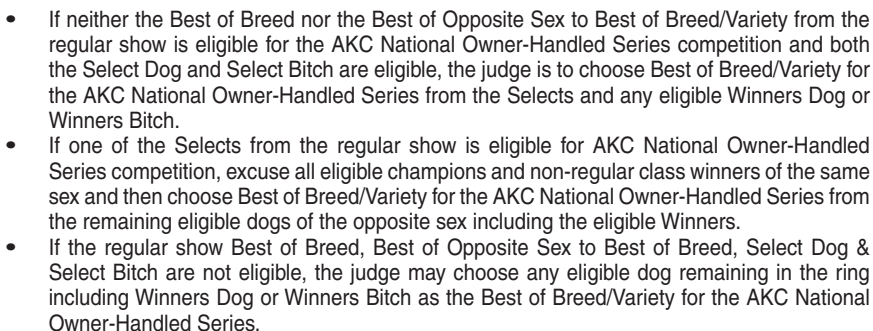 • If neither the Best of Breed nor the Best of Opposite Sex to Best of Breed/Variety from the
regular show is eligible for the AKC National Owner-Handled Series competition and both
the Select Dog and Select Bitch are eligible, the judge is to choose Best of Breed/Variety for
the AKC National Owner-Handled Series from the Selects and any eligible Winners Dog or
Winners Bitch.
• If one of the Selects from the regular show is eligible for AKC National Owner-Handled
Series competition, excuse all eligible champions and non-regular class winners of the same
sex and then choose Best of Breed/Variety for the AKC National Owner-Handled Series from
the remaining eligible dogs of the opposite sex including the eligible Winners.
• If the regular show Best of Breed, Best of Opposite Sex to Best of Breed, Select Dog &
Select Bitch are not eligible, the judge may choose any eligible dog remaining in the ring
including Winners Dog or Winners Bitch as the Best of Breed/Variety for the AKC National
Owner-Handled Series.